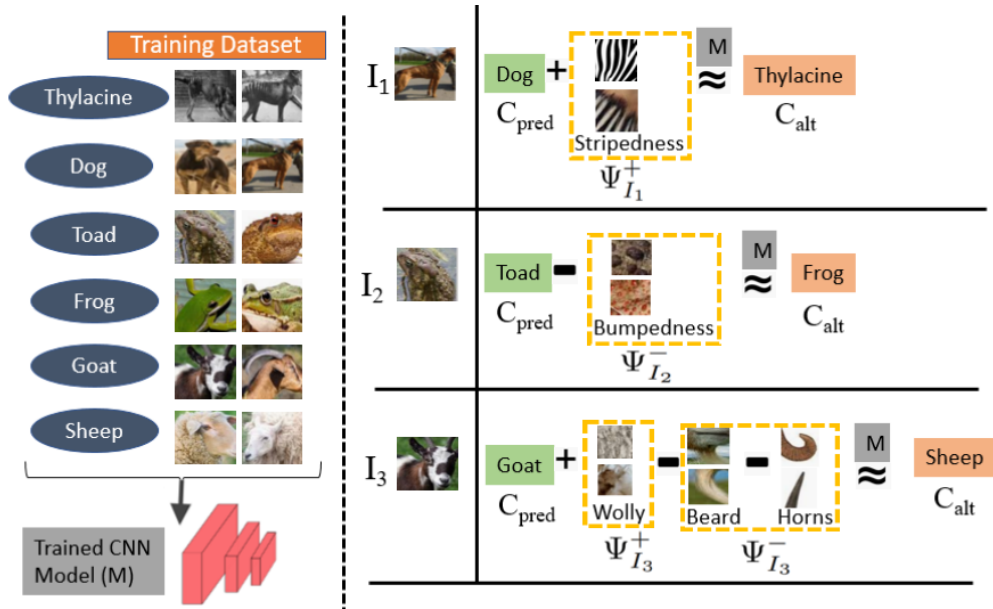 Training Dataset
Thylacine
Dog
Toad
Frog
Goat
Sheep
Trained CNN
Model (M)
I1
Dog + M ≈ Thylacine
Cpred
Stripedness
Calt
Ψ+I1
I2
Toad - M ≈ Frog
Cpred
Bumpedness
Calt
Ψ−I2
I3
Goat + - - M ≈ Sheep
Cpred
Wolly Beard Horns
Calt
Ψ+I3 Ψ−I3